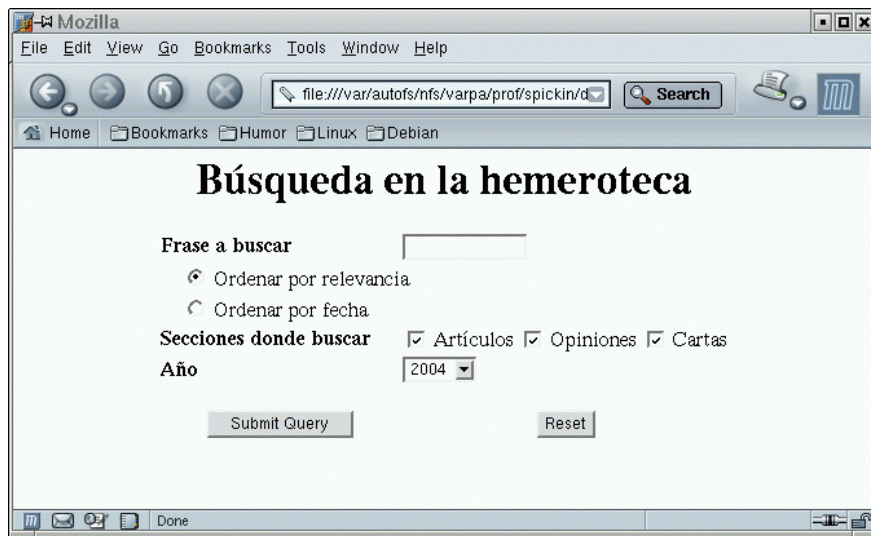 Mozilla
File Edit View Go Bookmarks Tools Window Help
file:///var/autofs/nfs/varpa/prof/spickin/d Search
Home Bookmarks Humor Linux Debian
Búsqueda en la hemeroteca
Frase a buscar
Ordenar por relevancia
Ordenar por fecha
Secciones donde buscar Artículos Opiniones Cartas
Año 2004
Submit Query Reset
Done